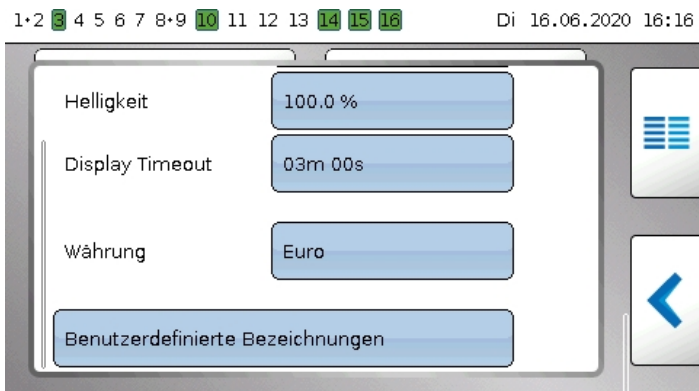 1+2 3 4 5 6 7 8+9 10 11 12 13 14 15 16 Di 16.06.2020 16:16
Helligkeit 100.0 %
Display Timeout 03m 00s
Währung Euro
Benutzerdefinierte Bezeichnungen